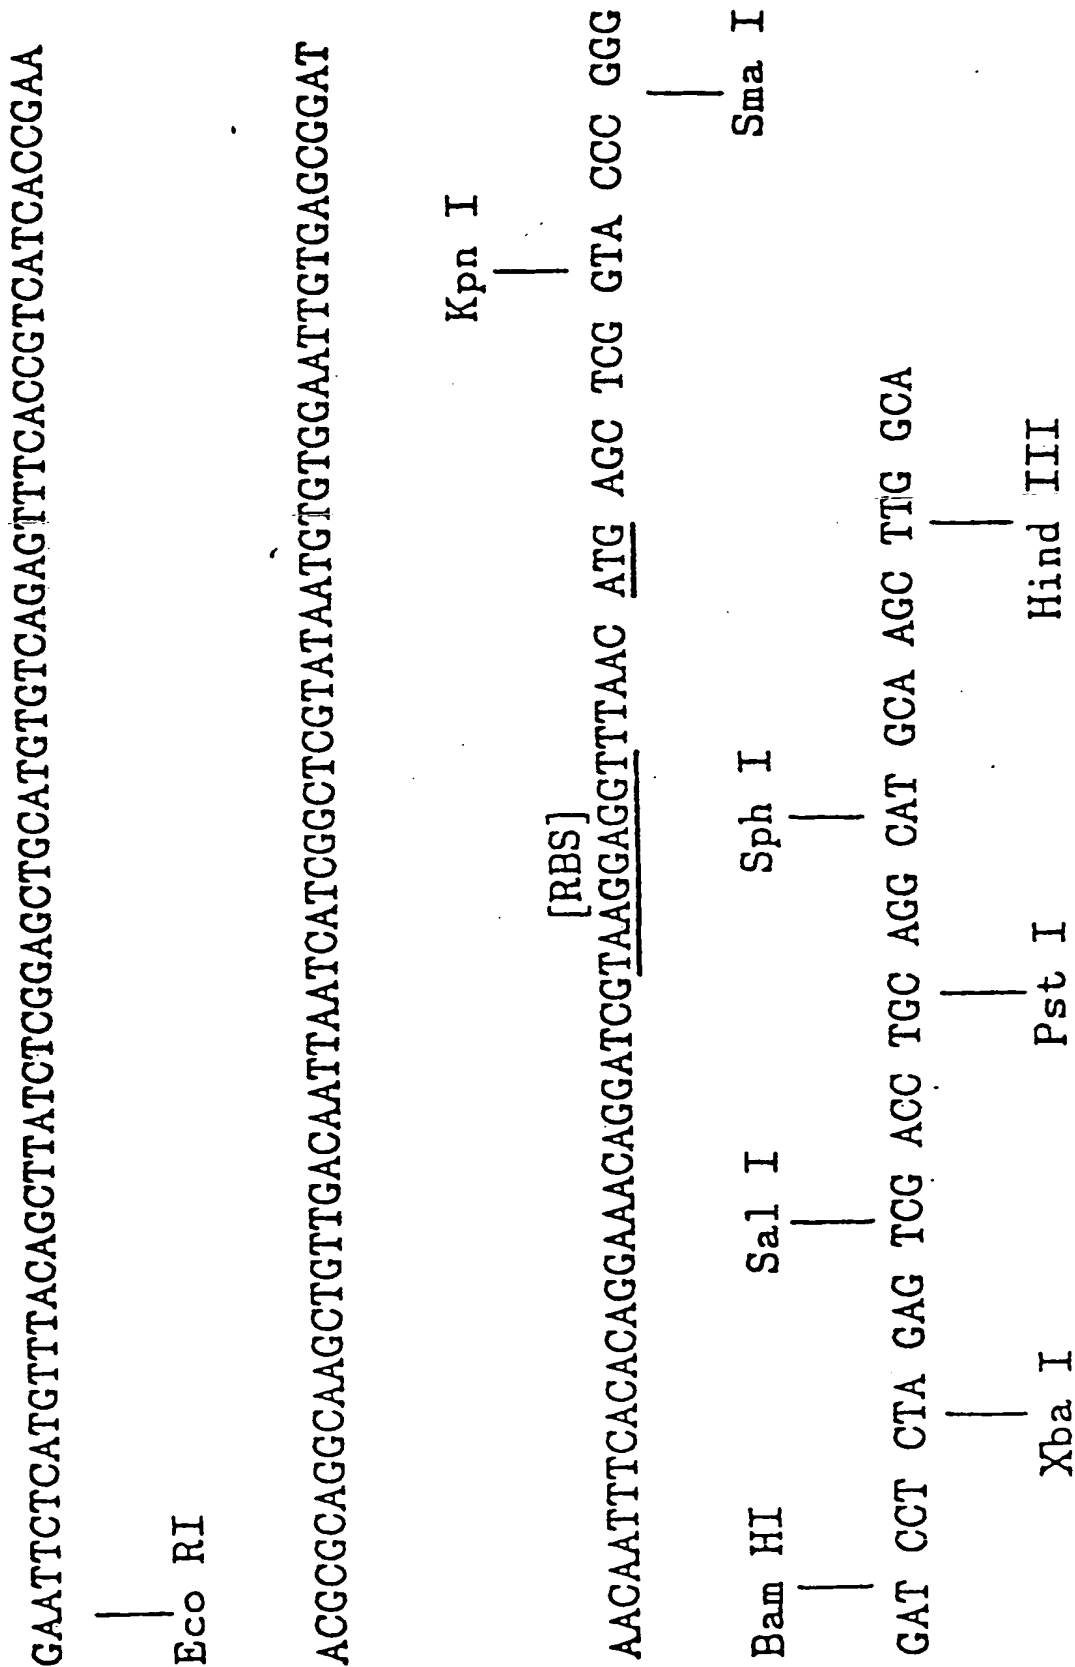 GAATTCTCATGTTTACAGCTTATCTCGGAGCTGCATGTGTCAGAGTTTCACCGTCATCACCGAA
Eco RI
ACGCGCAGGCAAGCTGTTGACAATTAATCATCGGCTCGTATAATGTGTGGAATTGTGAGCGGAT
Kpn I
[RBS]
AACAATTTCACACAGGAAACAGGATCGTAAGGAGGTTTAAC ATG AGC TCG GTA CCC GGG
Sma I
Bam HI Sal I Sph I
GAT CCT CTA GAG TCG ACC TGC AGG CAT GCA AGC TTG GCA
Xba I Pst I Hind III